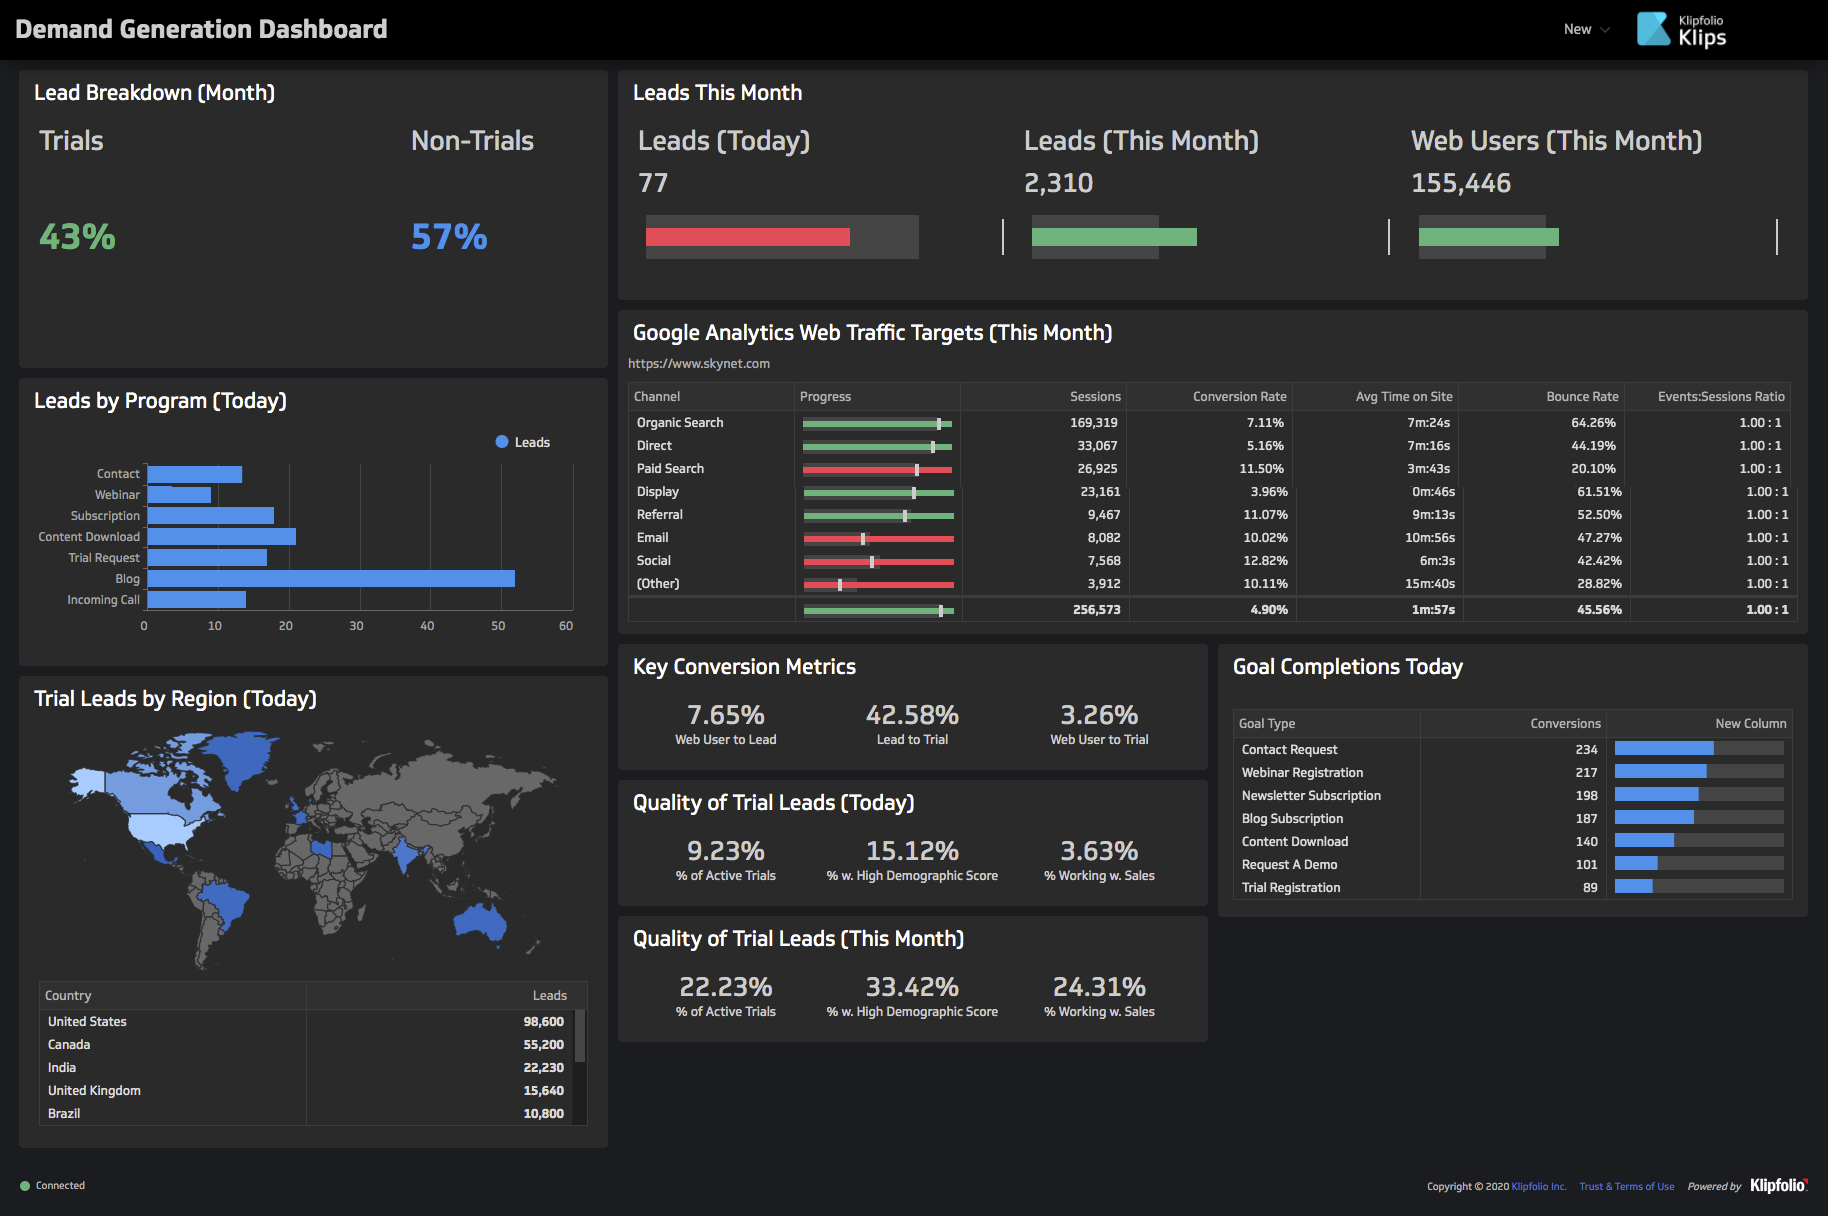 Demand Generation Dashboard
New
Klipfolio
Klips
Lead Breakdown (Month)
Trials
Non-Trials
43%
57%
Leads This Month
Leads (Today)
Leads (This Month)
Web Users (This Month)
77
2,310
155,446
Leads by Program (Today)
Leads
Contact
Webinar
Subscription
Content Download
Trial Request
Blog
Incoming Call
0 10 20 30 40 50 60
Google Analytics Web Traffic Targets (This Month)
https://www.skynet.com
Channel Progress Sessions Conversion Rate Avg Time on Site Bounce Rate Events:Sessions Ratio
Organic Search 169,319 7.11% 7m:24s 64.26% 1.00 : 1
Direct 33,067 5.16% 7m:16s 44.19% 1.00 : 1
Paid Search 26,925 11.50% 3m:43s 20.10% 1.00 : 1
Display 23,161 3.96% 0m:46s 61.51% 1.00 : 1
Referral 9,467 11.07% 9m:13s 52.50% 1.00 : 1
Email 8,082 10.02% 10m:56s 47.27% 1.00 : 1
Social 7,568 12.82% 6m:3s 42.42% 1.00 : 1
(Other) 3,912 10.11% 15m:40s 28.82% 1.00 : 1
256,573 4.90% 1m:57s 45.56% 1.00 : 1
Trial Leads by Region (Today)
Country Leads
United States 98,600
Canada 55,200
India 22,230
United Kingdom 15,640
Brazil 10,800
Key Conversion Metrics
7.65% 42.58% 3.26%
Web User to Lead Lead to Trial Web User to Trial
Quality of Trial Leads (Today)
9.23% 15.12% 3.63%
% of Active Trials % w. High Demographic Score % Working w. Sales
Quality of Trial Leads (This Month)
22.23% 33.42% 24.31%
% of Active Trials % w. High Demographic Score % Working w. Sales
Goal Completions Today
Goal Type Conversions New Column
Contact Request 234
Webinar Registration 217
Newsletter Subscription 198
Blog Subscription 187
Content Download 140
Request A Demo 101
Trial Registration 89
Connected
Copyright © 2020 Klipfolio Inc. Trust & Terms of Use Powered by Klipfolio